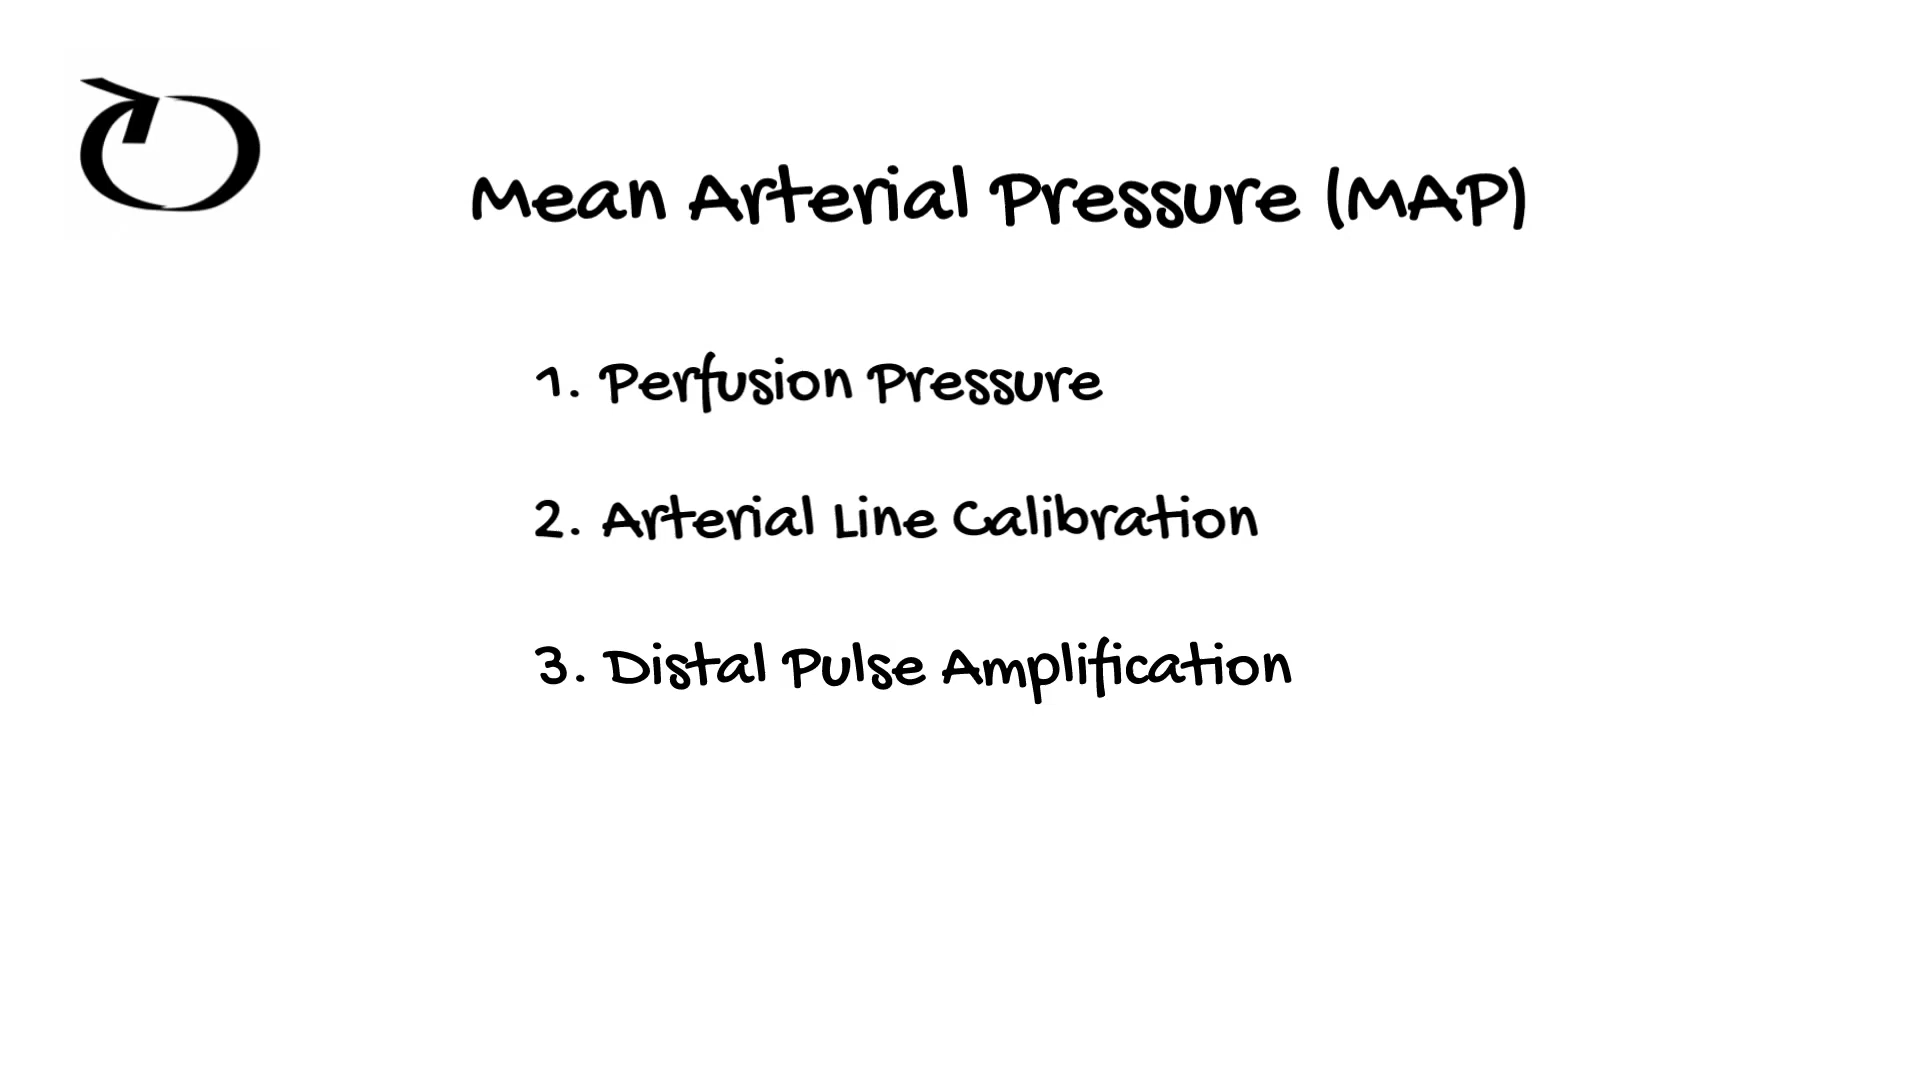 Mean Arterial Pressure (MAP)
1. Perfusion Pressure
2. Arterial Line Calibration
3. Distal Pulse Amplification